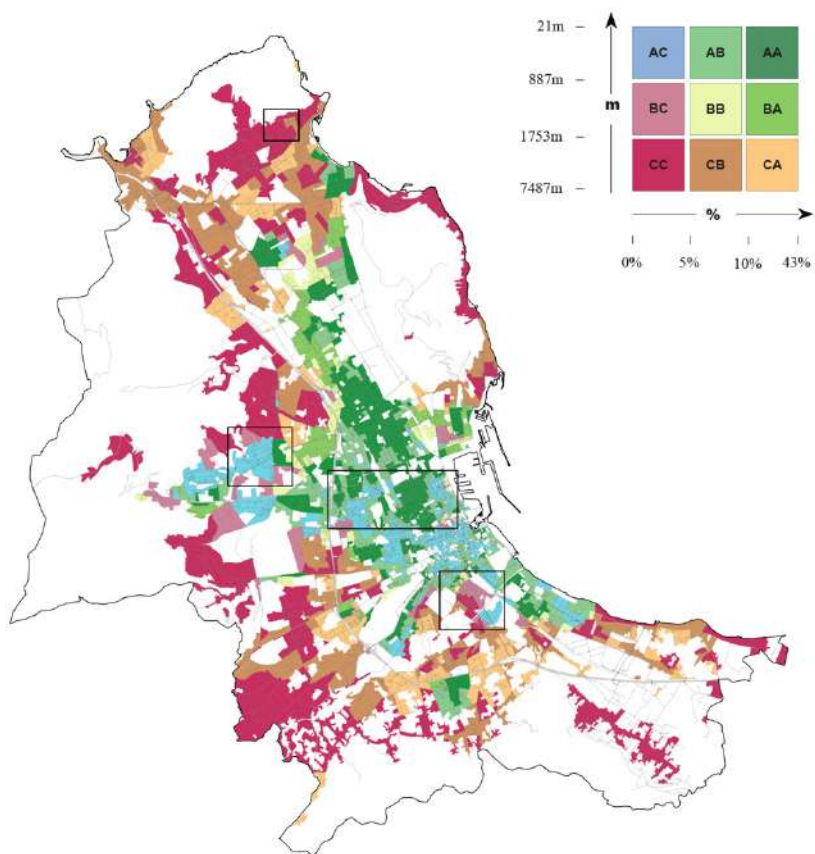 21m
AC AB AA
887m
m
BC BB BA
1753m
CC CB CA
7487m
%
0% 5% 10% 43%